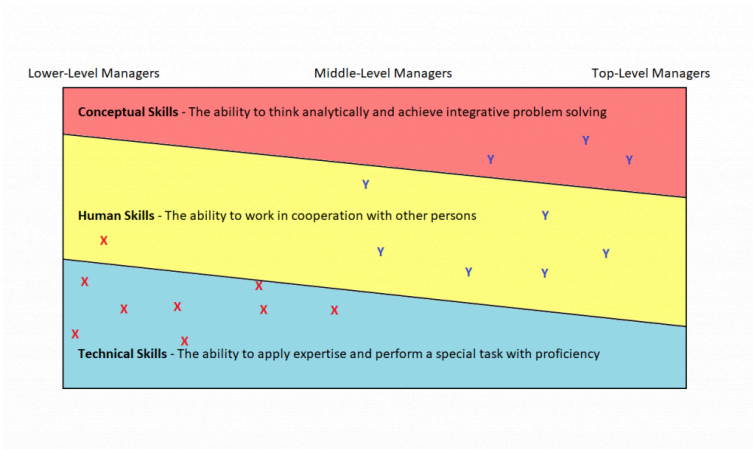 Lower-Level Managers Middle-Level Managers Top-Level Managers
Conceptual Skills - The ability to think analytically and achieve integrative problem solving
Y
Y Y
Y
Human Skills - The ability to work in cooperation with other persons Y
X
Y Y
Y Y
X X
X X X X
X
X
Technical Skills - The ability to apply expertise and perform a special task with proficiency